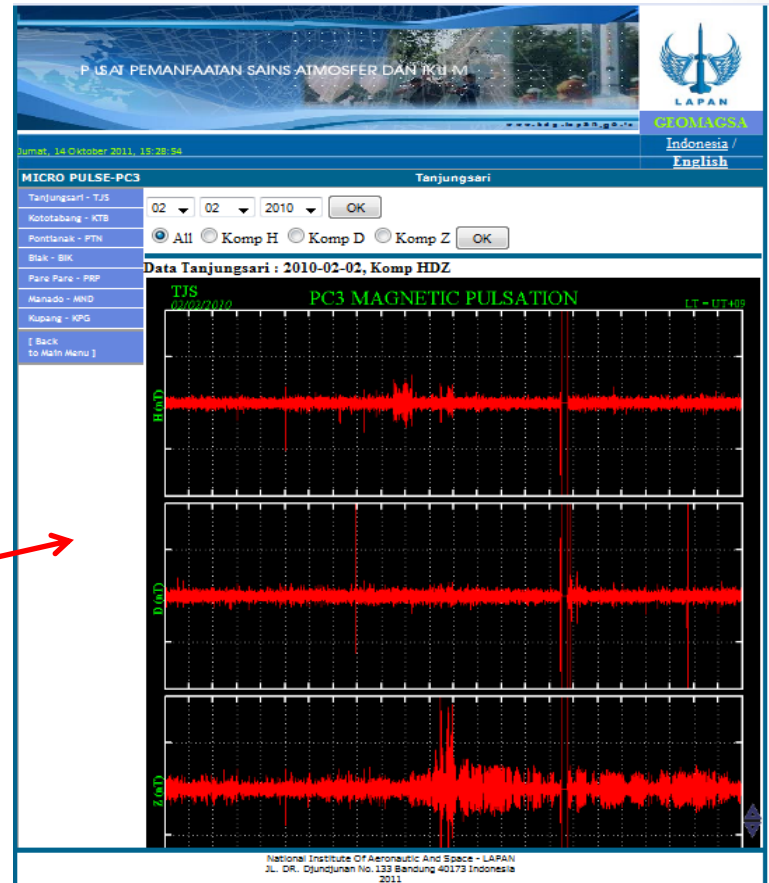 PUSAT PEMANFAATAN SAINS ATMOSFER DAN IKLIM
LAPAN
GEOMAGSA
Jumat, 14 Oktober 2011, 15:28:54
Indonesia /
English
MICRO PULSE-PC3
Tanjungsari
Tanjungsari - TJS
Kototabang - KTB
Pontianak - PTN
Biak - BIK
Pare Pare - PRP
Manado - MND
Kupang - KPG
[ Back
to Main Menu ]
02 02 2010 OK
All Komp H Komp D Komp Z OK
Data Tanjungsari : 2010-02-02, Komp HDZ
TJS
02/02/2010
PC3 MAGNETIC PULSATION
LT = UT+09
H (nT)
D (nT)
Z (nT)
National Institute Of Aeronautic And Space - LAPAN
JL. DR. Djundjunan No.133 Bandung 40173 Indonesia
2011